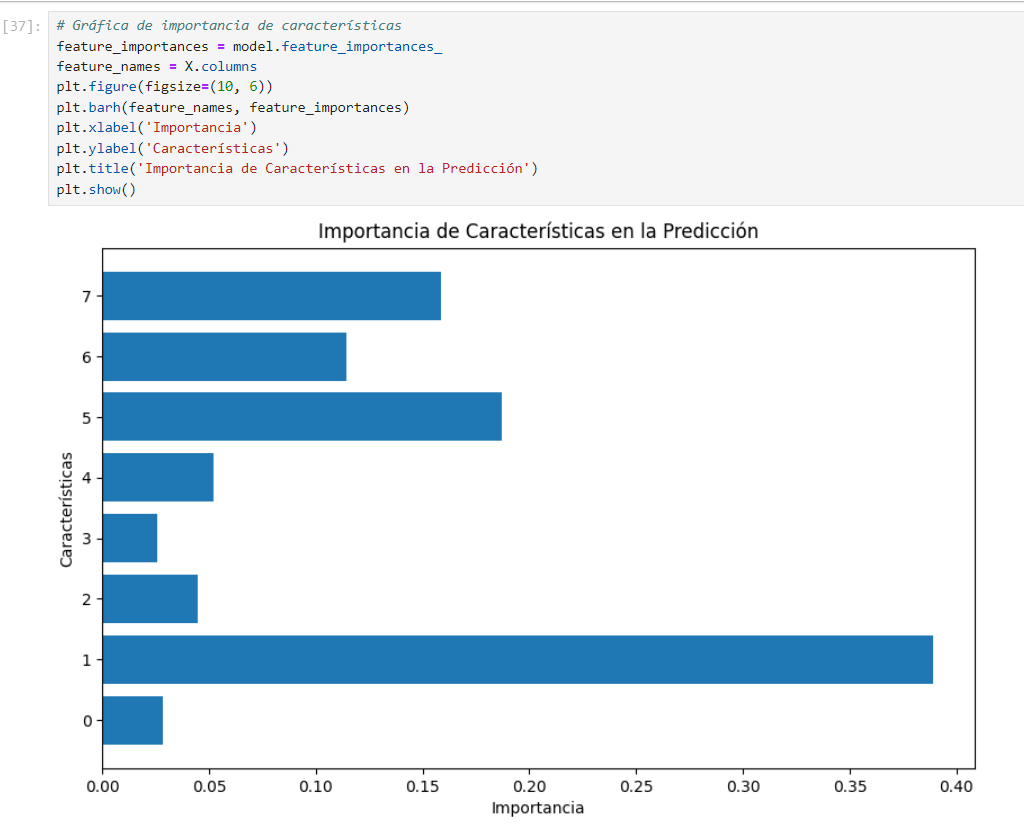 [37]:
# Gráfica de importancia de características
feature_importances = model.feature_importances_
feature_names = X.columns
plt.figure(figsize=(10, 6))
plt.barh(feature_names, feature_importances)
plt.xlabel('Importancia')
plt.ylabel('Características')
plt.title('Importancia de Características en la Predicción')
plt.show()
Importancia de Características en la Predicción
Características
7
6
5
4
3
2
1
0
0.00 0.05 0.10 0.15 0.20 0.25 0.30 0.35 0.40
Importancia